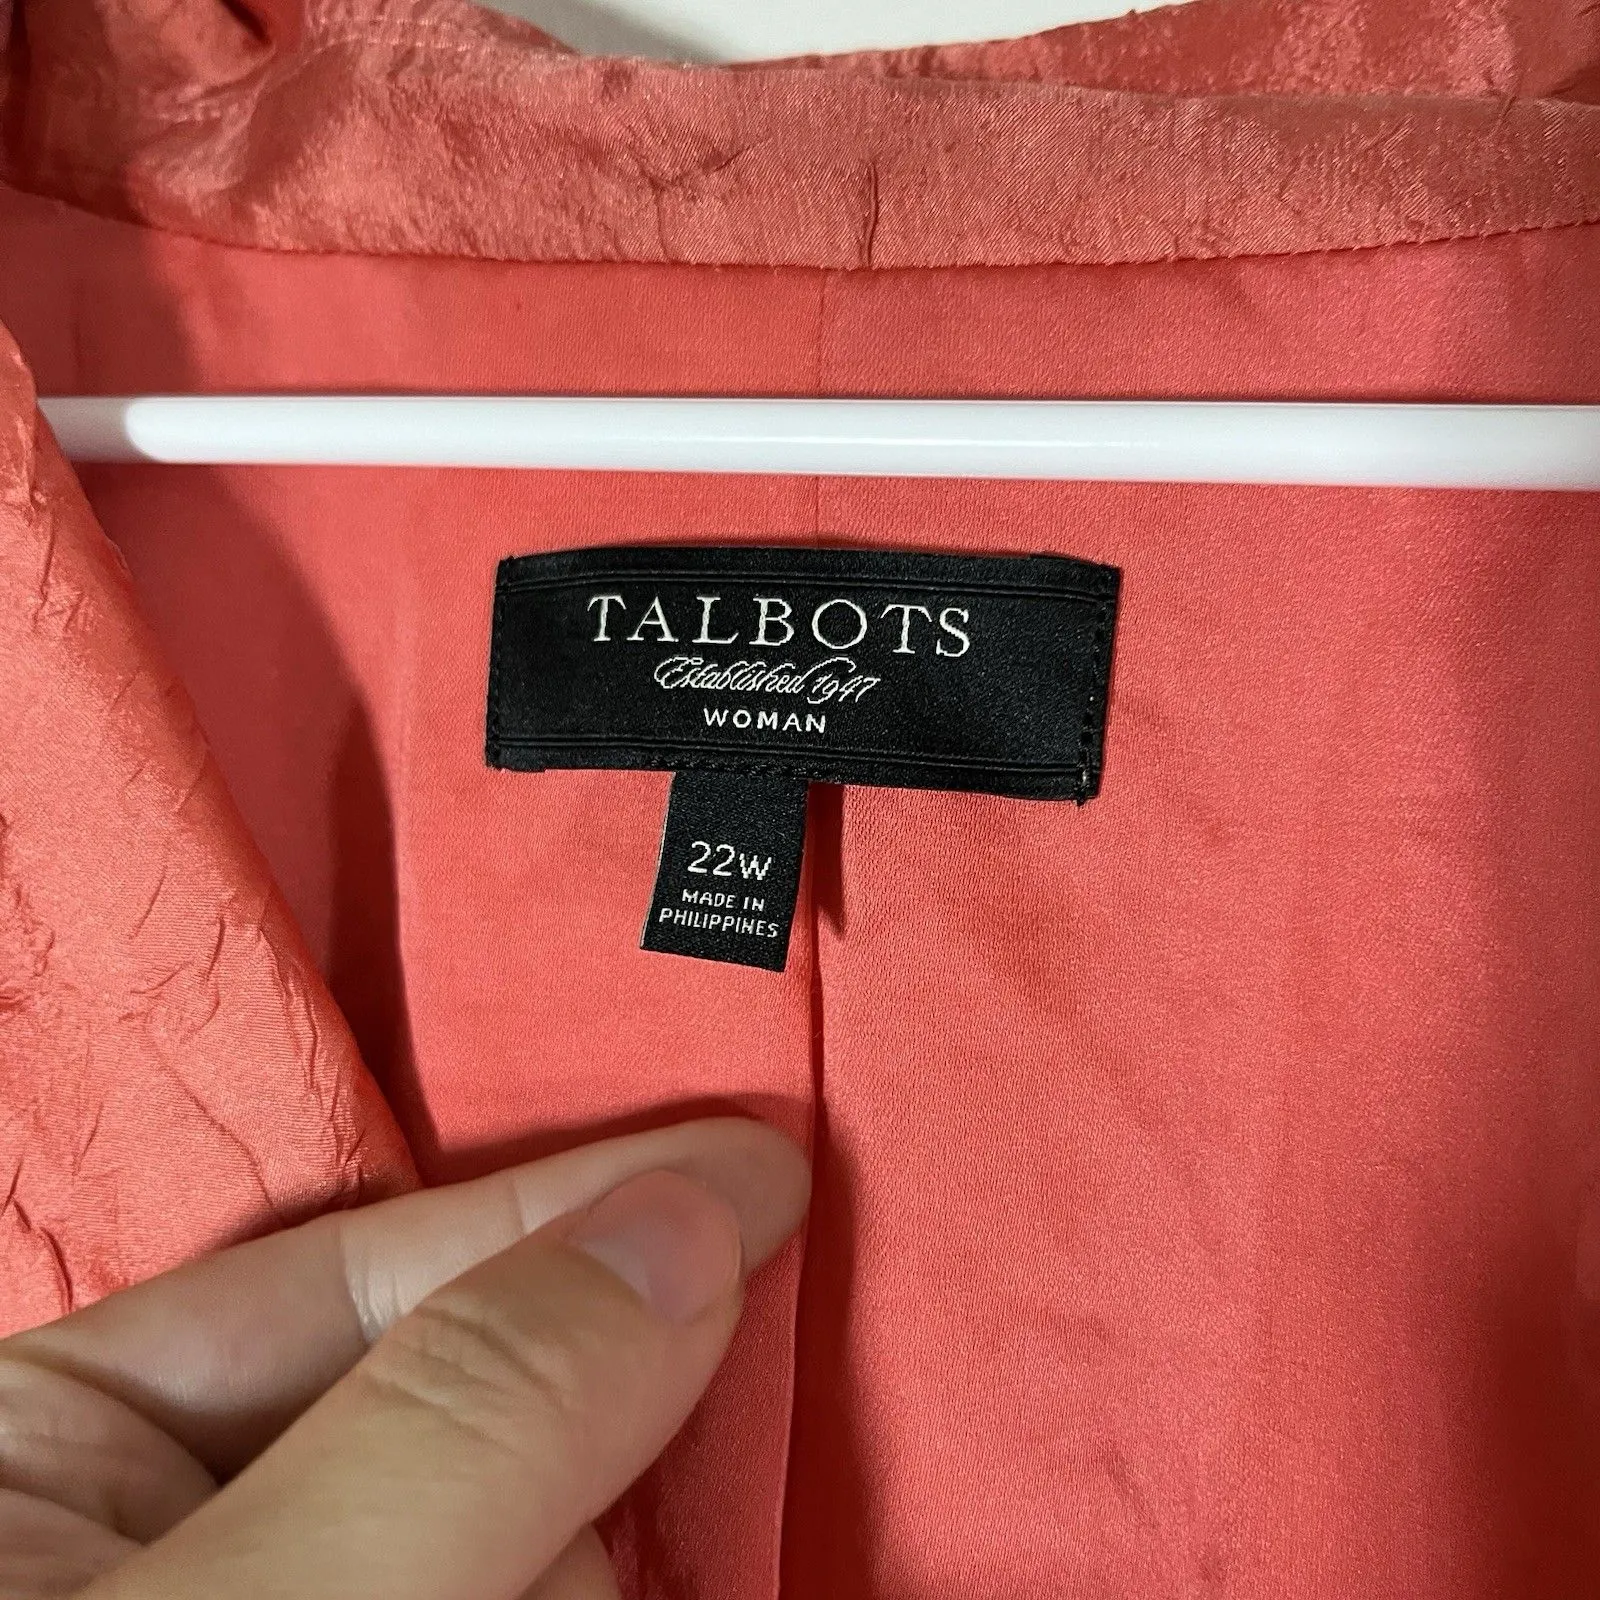 TALBOTS
Established 1947
WOMAN
22W
MADE IN
PHILIPPINES